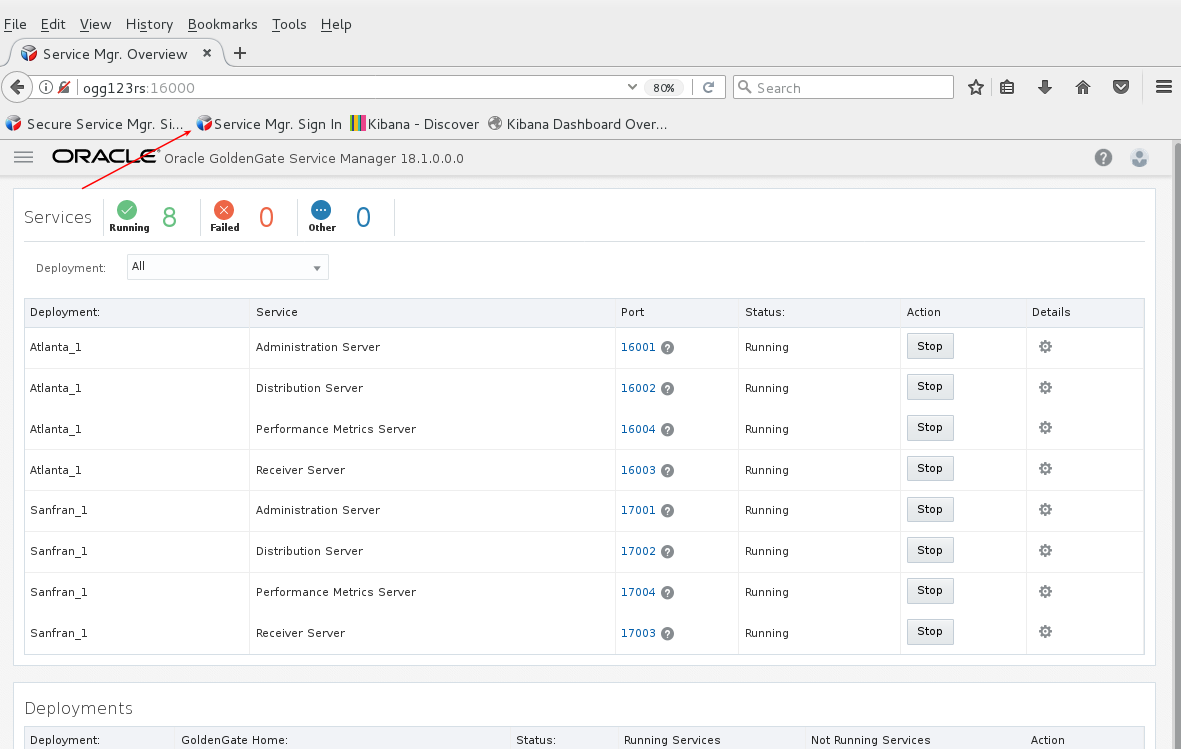 File Edit View History Bookmarks Tools Help
Service Mgr. Overview
ogg123rs:16000 80% Search
Secure Service Mgr. Si... Service Mgr. Sign In Kibana - Discover Kibana Dashboard Over...
ORACLE Oracle GoldenGate Service Manager 18.1.0.0.0
Services Running 8 Failed 0 Other 0
Deployment: All
Deployment: Service Port Status: Action Details
Atlanta_1 Administration Server 16001 Running Stop
Atlanta_1 Distribution Server 16002 Running Stop
Atlanta_1 Performance Metrics Server 16004 Running Stop
Atlanta_1 Receiver Server 16003 Running Stop
Sanfran_1 Administration Server 17001 Running Stop
Sanfran_1 Distribution Server 17002 Running Stop
Sanfran_1 Performance Metrics Server 17004 Running Stop
Sanfran_1 Receiver Server 17003 Running Stop
Deployments
Deployment: GoldenGate Home: Status: Running Services Not Running Services Action